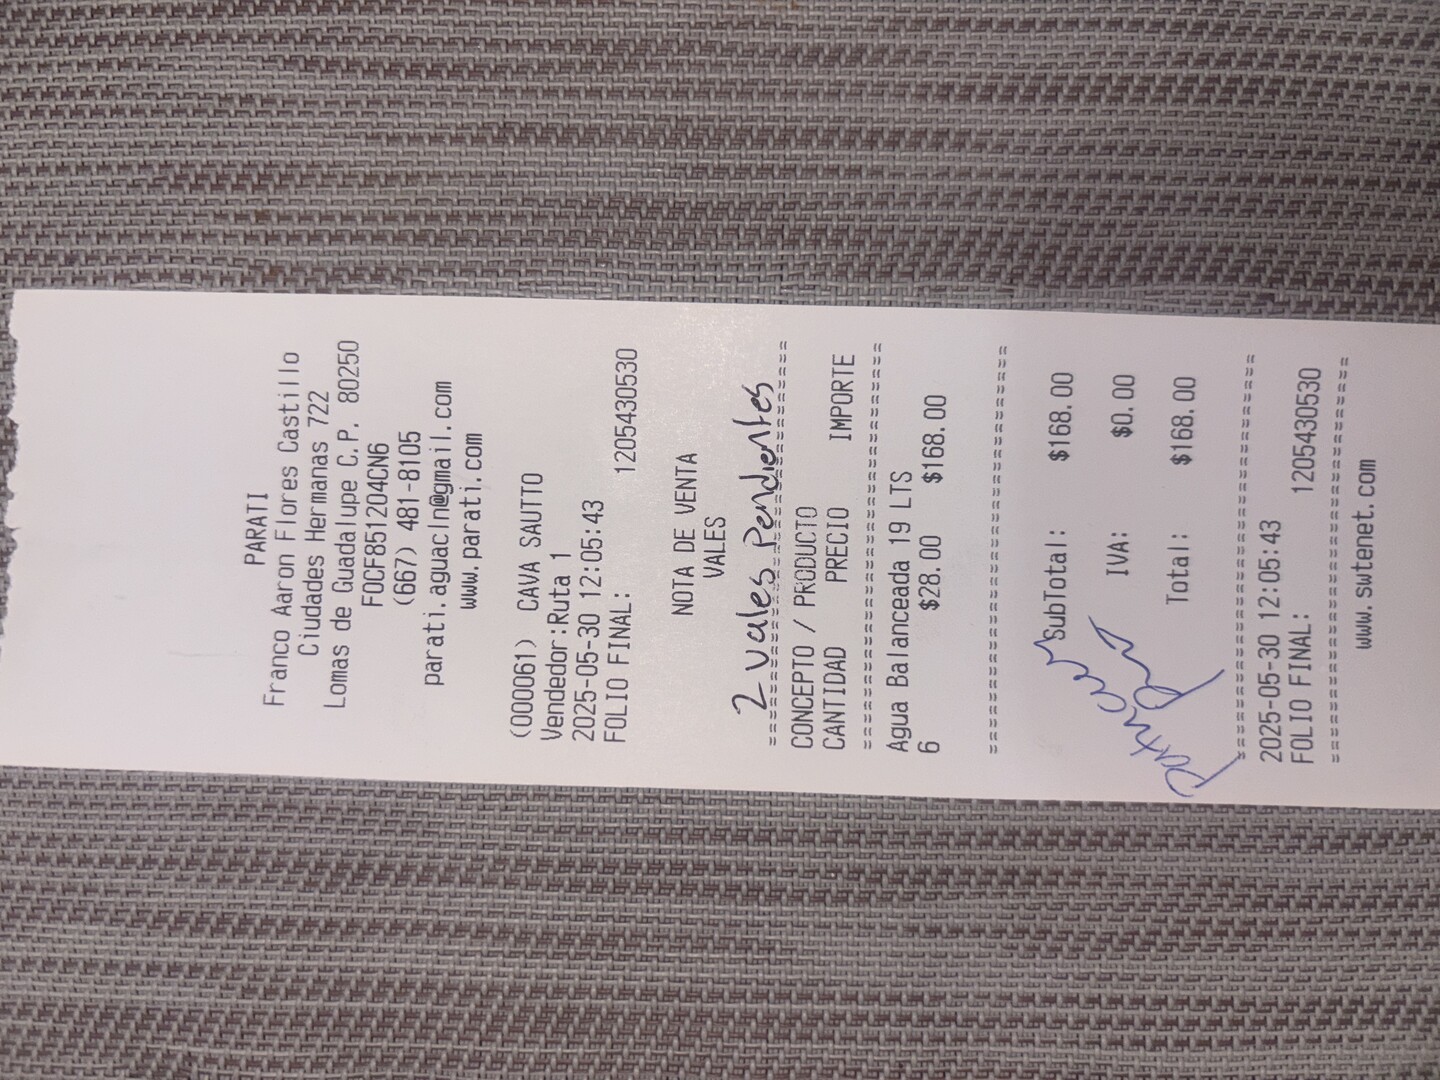 PARATI
Franco Aaron Flores Castillo
Ciudades Hermanas 722
Lomas de Guadalupe C.P. 80250
FOCF851204CN6
(667) 481-8105
parati.aguacln@gmail.com
www.parati.com
(000061) CAVA SAUTTO
Vendedor:Ruta 1
2025-05-30 12:05:43
FOLIO FINAL: 1205430530
NOTA DE VENTA
VALES
2 vales Pendientes
==============================
CONCEPTO / PRODUCTO
CANTIDAD PRECIO IMPORTE
==============================
Agua Balanceada 19 LTS
6 $28.00 $168.00
==============================
SubTotal: $168.00
IVA: $0.00
Total: $168.00
==============================
2025-05-30 12:05:43
FOLIO FINAL: 1205430530
==============================
www.swtenet.com